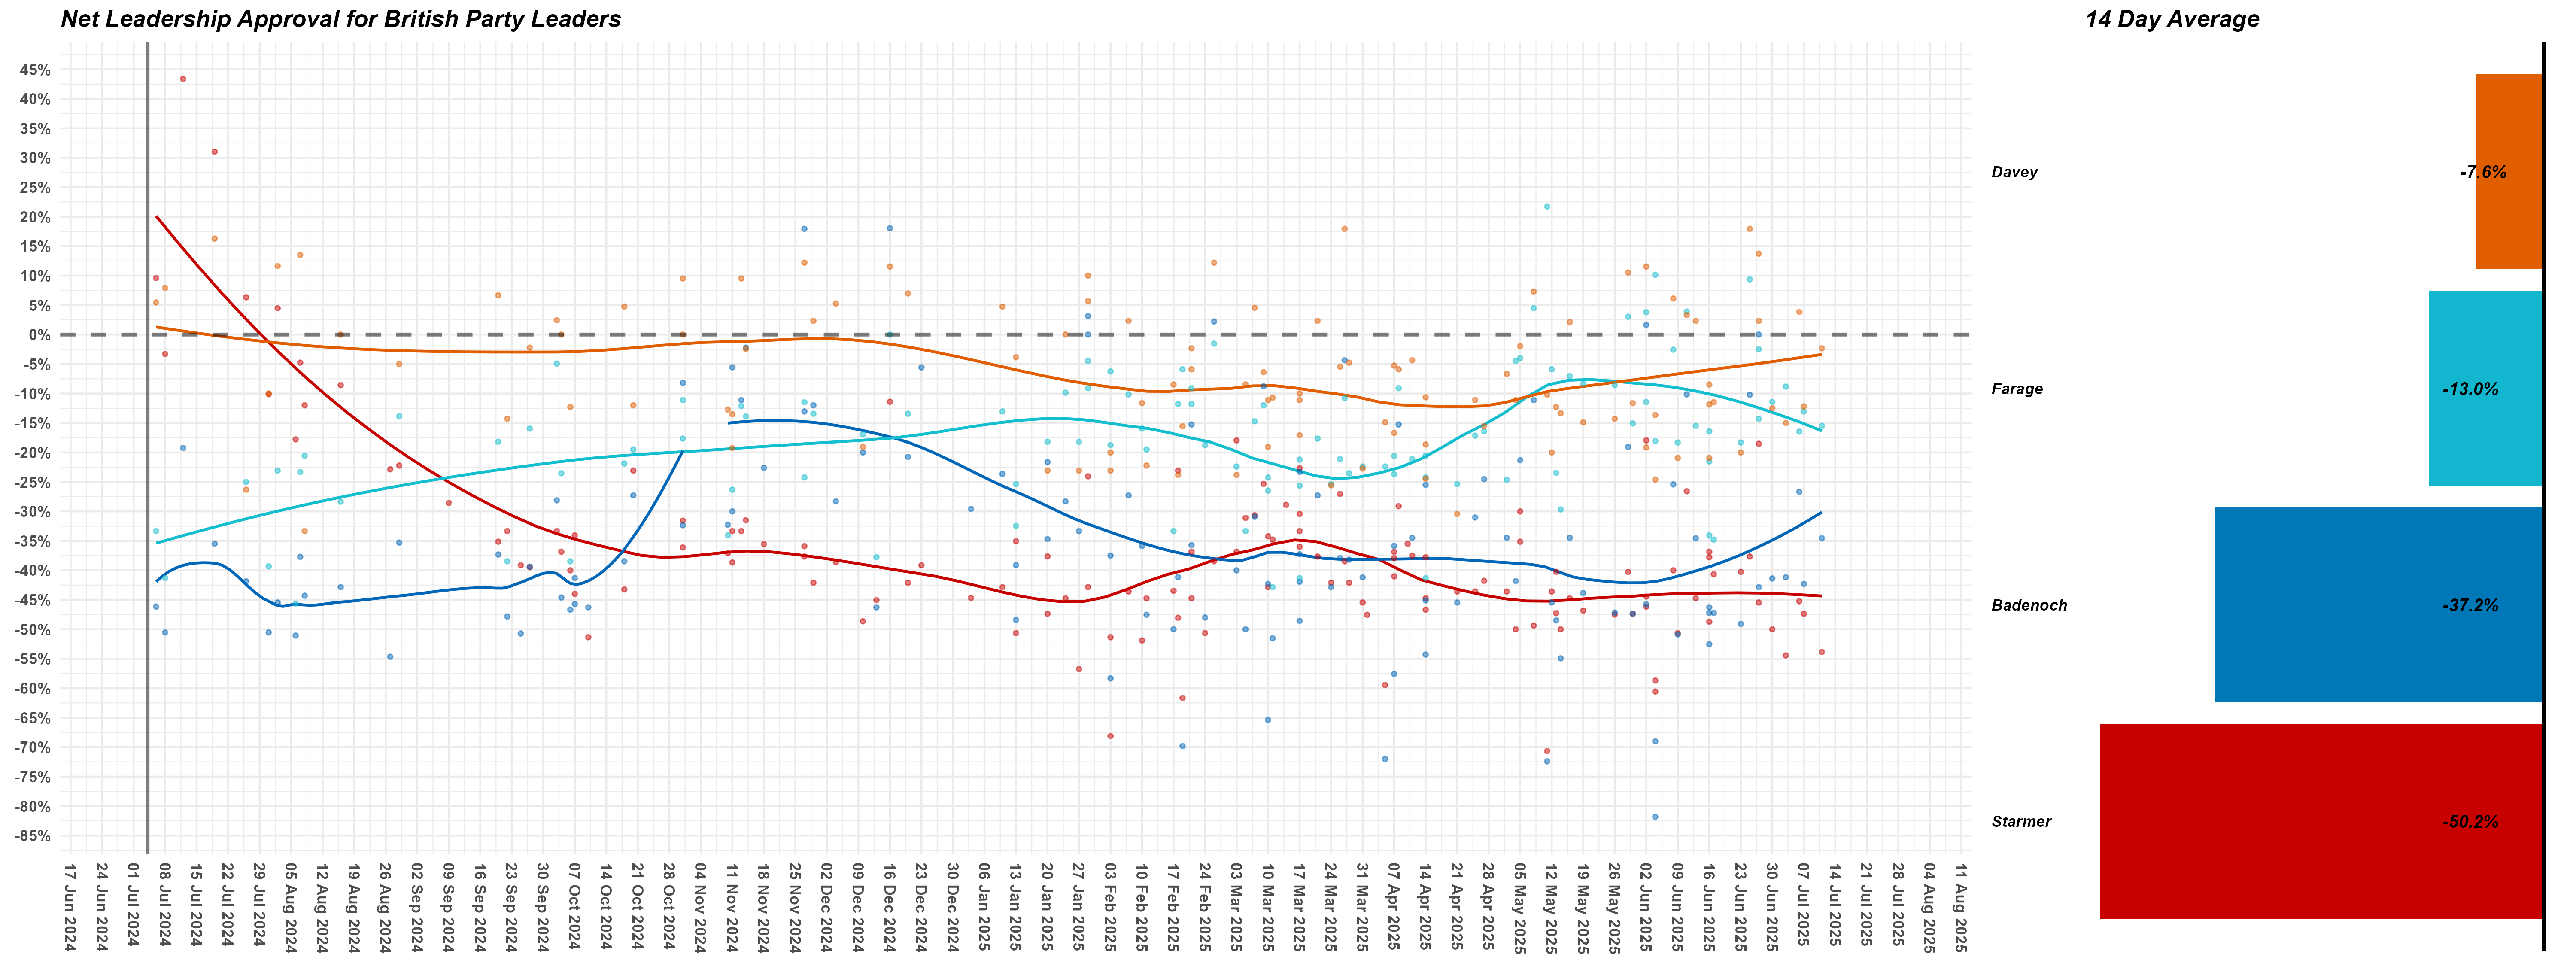 Net Leadership Approval for British Party Leaders
14 Day Average
45%
40%
35%
30%
25%
20%
15%
10%
5%
0%
-5%
-10%
-15%
-20%
-25%
-30%
-35%
-40%
-45%
-50%
-55%
-60%
-65%
-70%
-75%
-80%
-85%
17 Jun 2024
24 Jun 2024
01 Jul 2024
08 Jul 2024
15 Jul 2024
22 Jul 2024
29 Jul 2024
05 Aug 2024
12 Aug 2024
19 Aug 2024
26 Aug 2024
02 Sep 2024
09 Sep 2024
16 Sep 2024
23 Sep 2024
30 Sep 2024
07 Oct 2024
14 Oct 2024
21 Oct 2024
28 Oct 2024
04 Nov 2024
11 Nov 2024
18 Nov 2024
25 Nov 2024
02 Dec 2024
09 Dec 2024
16 Dec 2024
23 Dec 2024
30 Dec 2024
06 Jan 2025
13 Jan 2025
20 Jan 2025
27 Jan 2025
03 Feb 2025
10 Feb 2025
17 Feb 2025
24 Feb 2025
03 Mar 2025
10 Mar 2025
17 Mar 2025
24 Mar 2025
31 Mar 2025
07 Apr 2025
14 Apr 2025
21 Apr 2025
28 Apr 2025
05 May 2025
12 May 2025
19 May 2025
26 May 2025
02 Jun 2025
09 Jun 2025
16 Jun 2025
23 Jun 2025
30 Jun 2025
07 Jul 2025
14 Jul 2025
21 Jul 2025
28 Jul 2025
04 Aug 2025
11 Aug 2025
Davey
-7.6%
Farage
-13.0%
Badenoch
-37.2%
Starmer
-50.2%